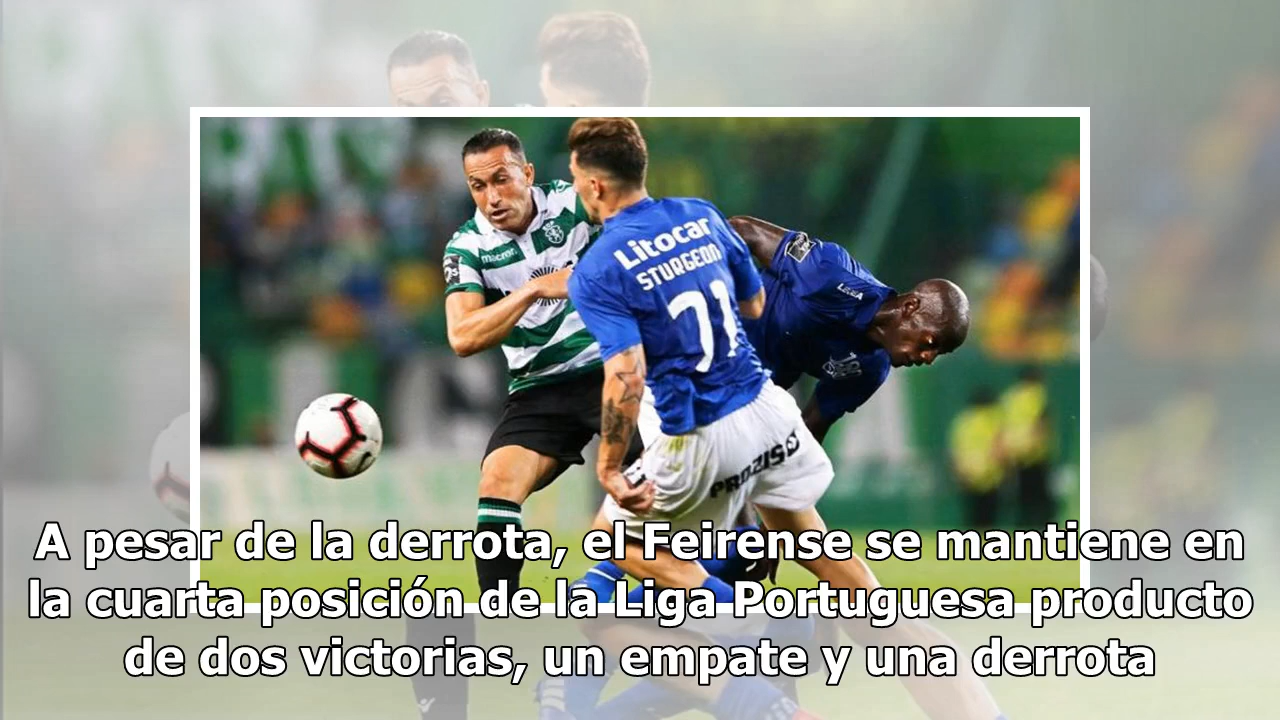 macron
Litocar
STURGEON
71
LIGA
PROZIS
A pesar de la derrota, el Feirense se mantiene en
la cuarta posición de la Liga Portuguesa producto
de dos victorias, un empate y una derrota